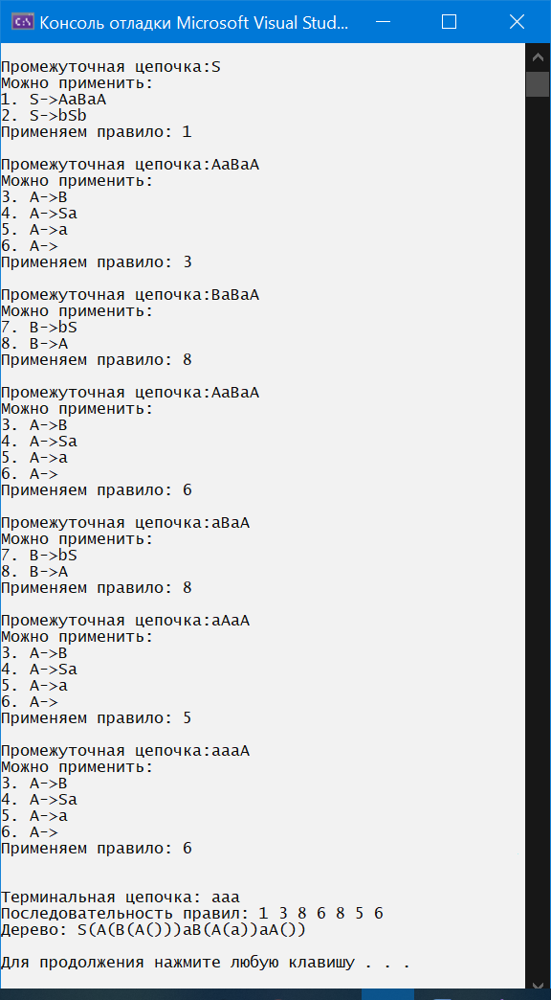 Консоль отладки Microsoft Visual Stud...
Промежуточная цепочка:S
Можно применить:
1. S->AaBaA
2. S->bSb
Применяем правило: 1
Промежуточная цепочка:AaBaA
Можно применить:
3. A->B
4. A->Sa
5. A->a
6. A->
Применяем правило: 3
Промежуточная цепочка:BaBaA
Можно применить:
7. B->bS
8. B->A
Применяем правило: 8
Промежуточная цепочка:AaBaA
Можно применить:
3. A->B
4. A->Sa
5. A->a
6. A->
Применяем правило: 6
Промежуточная цепочка:aBaA
Можно применить:
7. B->bS
8. B->A
Применяем правило: 8
Промежуточная цепочка:aAaA
Можно применить:
3. A->B
4. A->Sa
5. A->a
6. A->
Применяем правило: 5
Промежуточная цепочка:aaaA
Можно применить:
3. A->B
4. A->Sa
5. A->a
6. A->
Применяем правило: 6
Терминальная цепочка: aaa
Последовательность правил: 1 3 8 6 8 5 6
Дерево: S(A(B(A()))aB(A(a))aA())
Для продолжения нажмите любую клавишу . . .